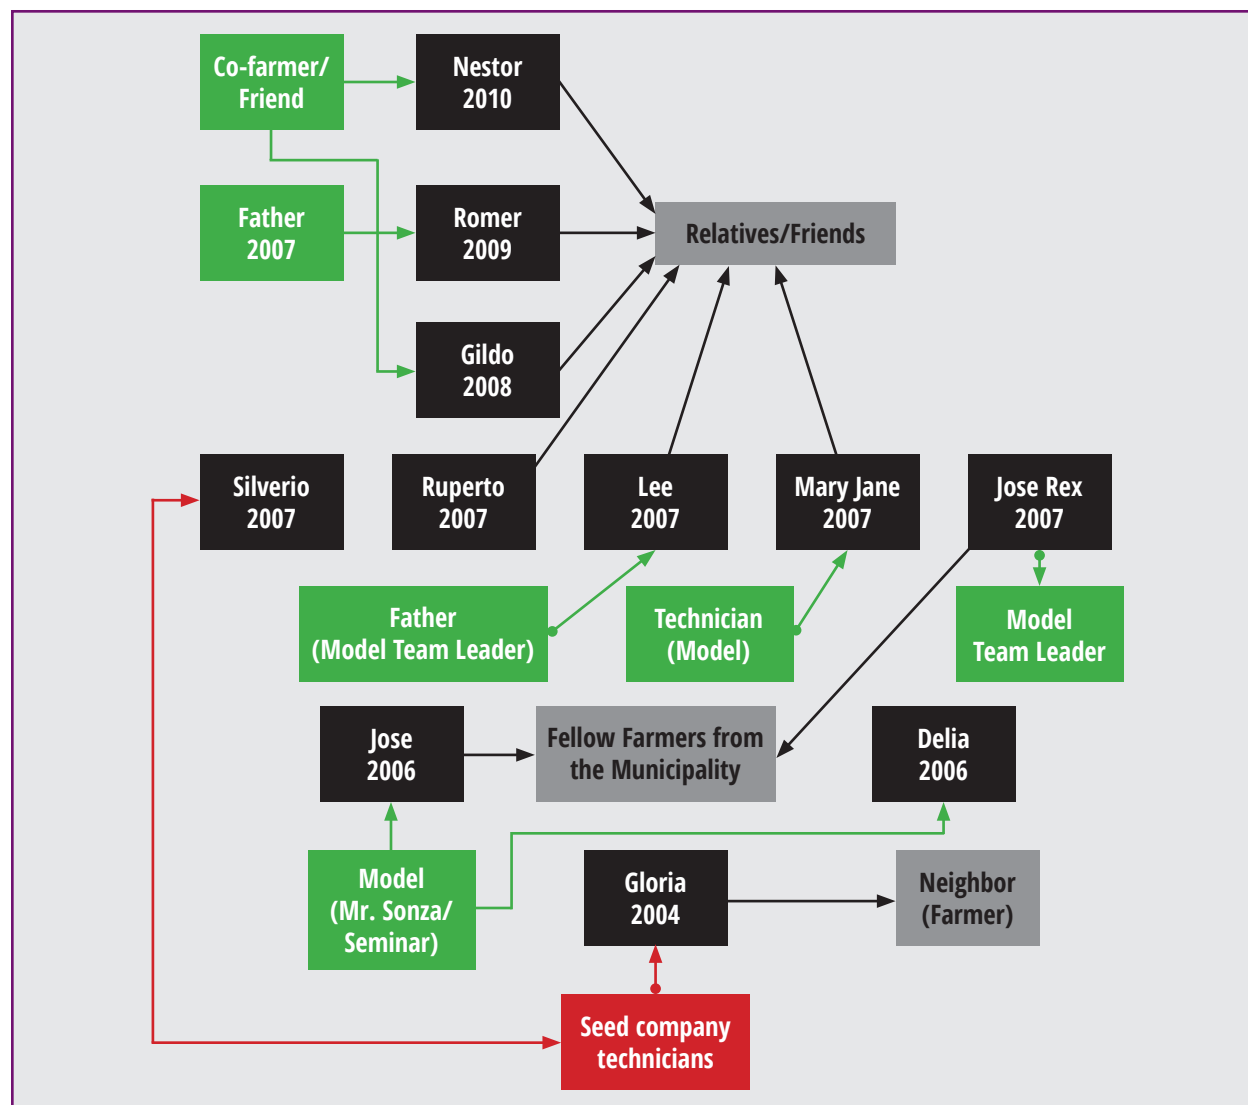 Co-farmer/
Friend
Nestor
2010
Father
2007
Romer
2009
Relatives/Friends
Gildo
2008
Silverio
2007
Ruperto
2007
Lee
2007
Mary Jane
2007
Jose Rex
2007
Father
(Model Team Leader)
Technician
(Model)
Model
Team Leader
Jose
2006
Fellow Farmers from
the Municipality
Delia
2006
Model
(Mr. Sonza/
Seminar)
Gloria
2004
Neighbor
(Farmer)
Seed company
technicians